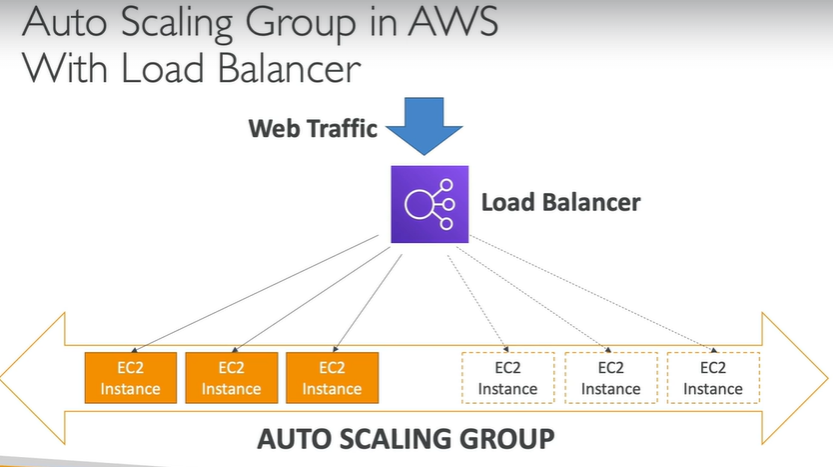 Auto Scaling Group in AWS
With Load Balancer
Web Traffic
Load Balancer
EC2
Instance
EC2
Instance
EC2
Instance
EC2
Instance
EC2
Instance
EC2
Instance
AUTO SCALING GROUP